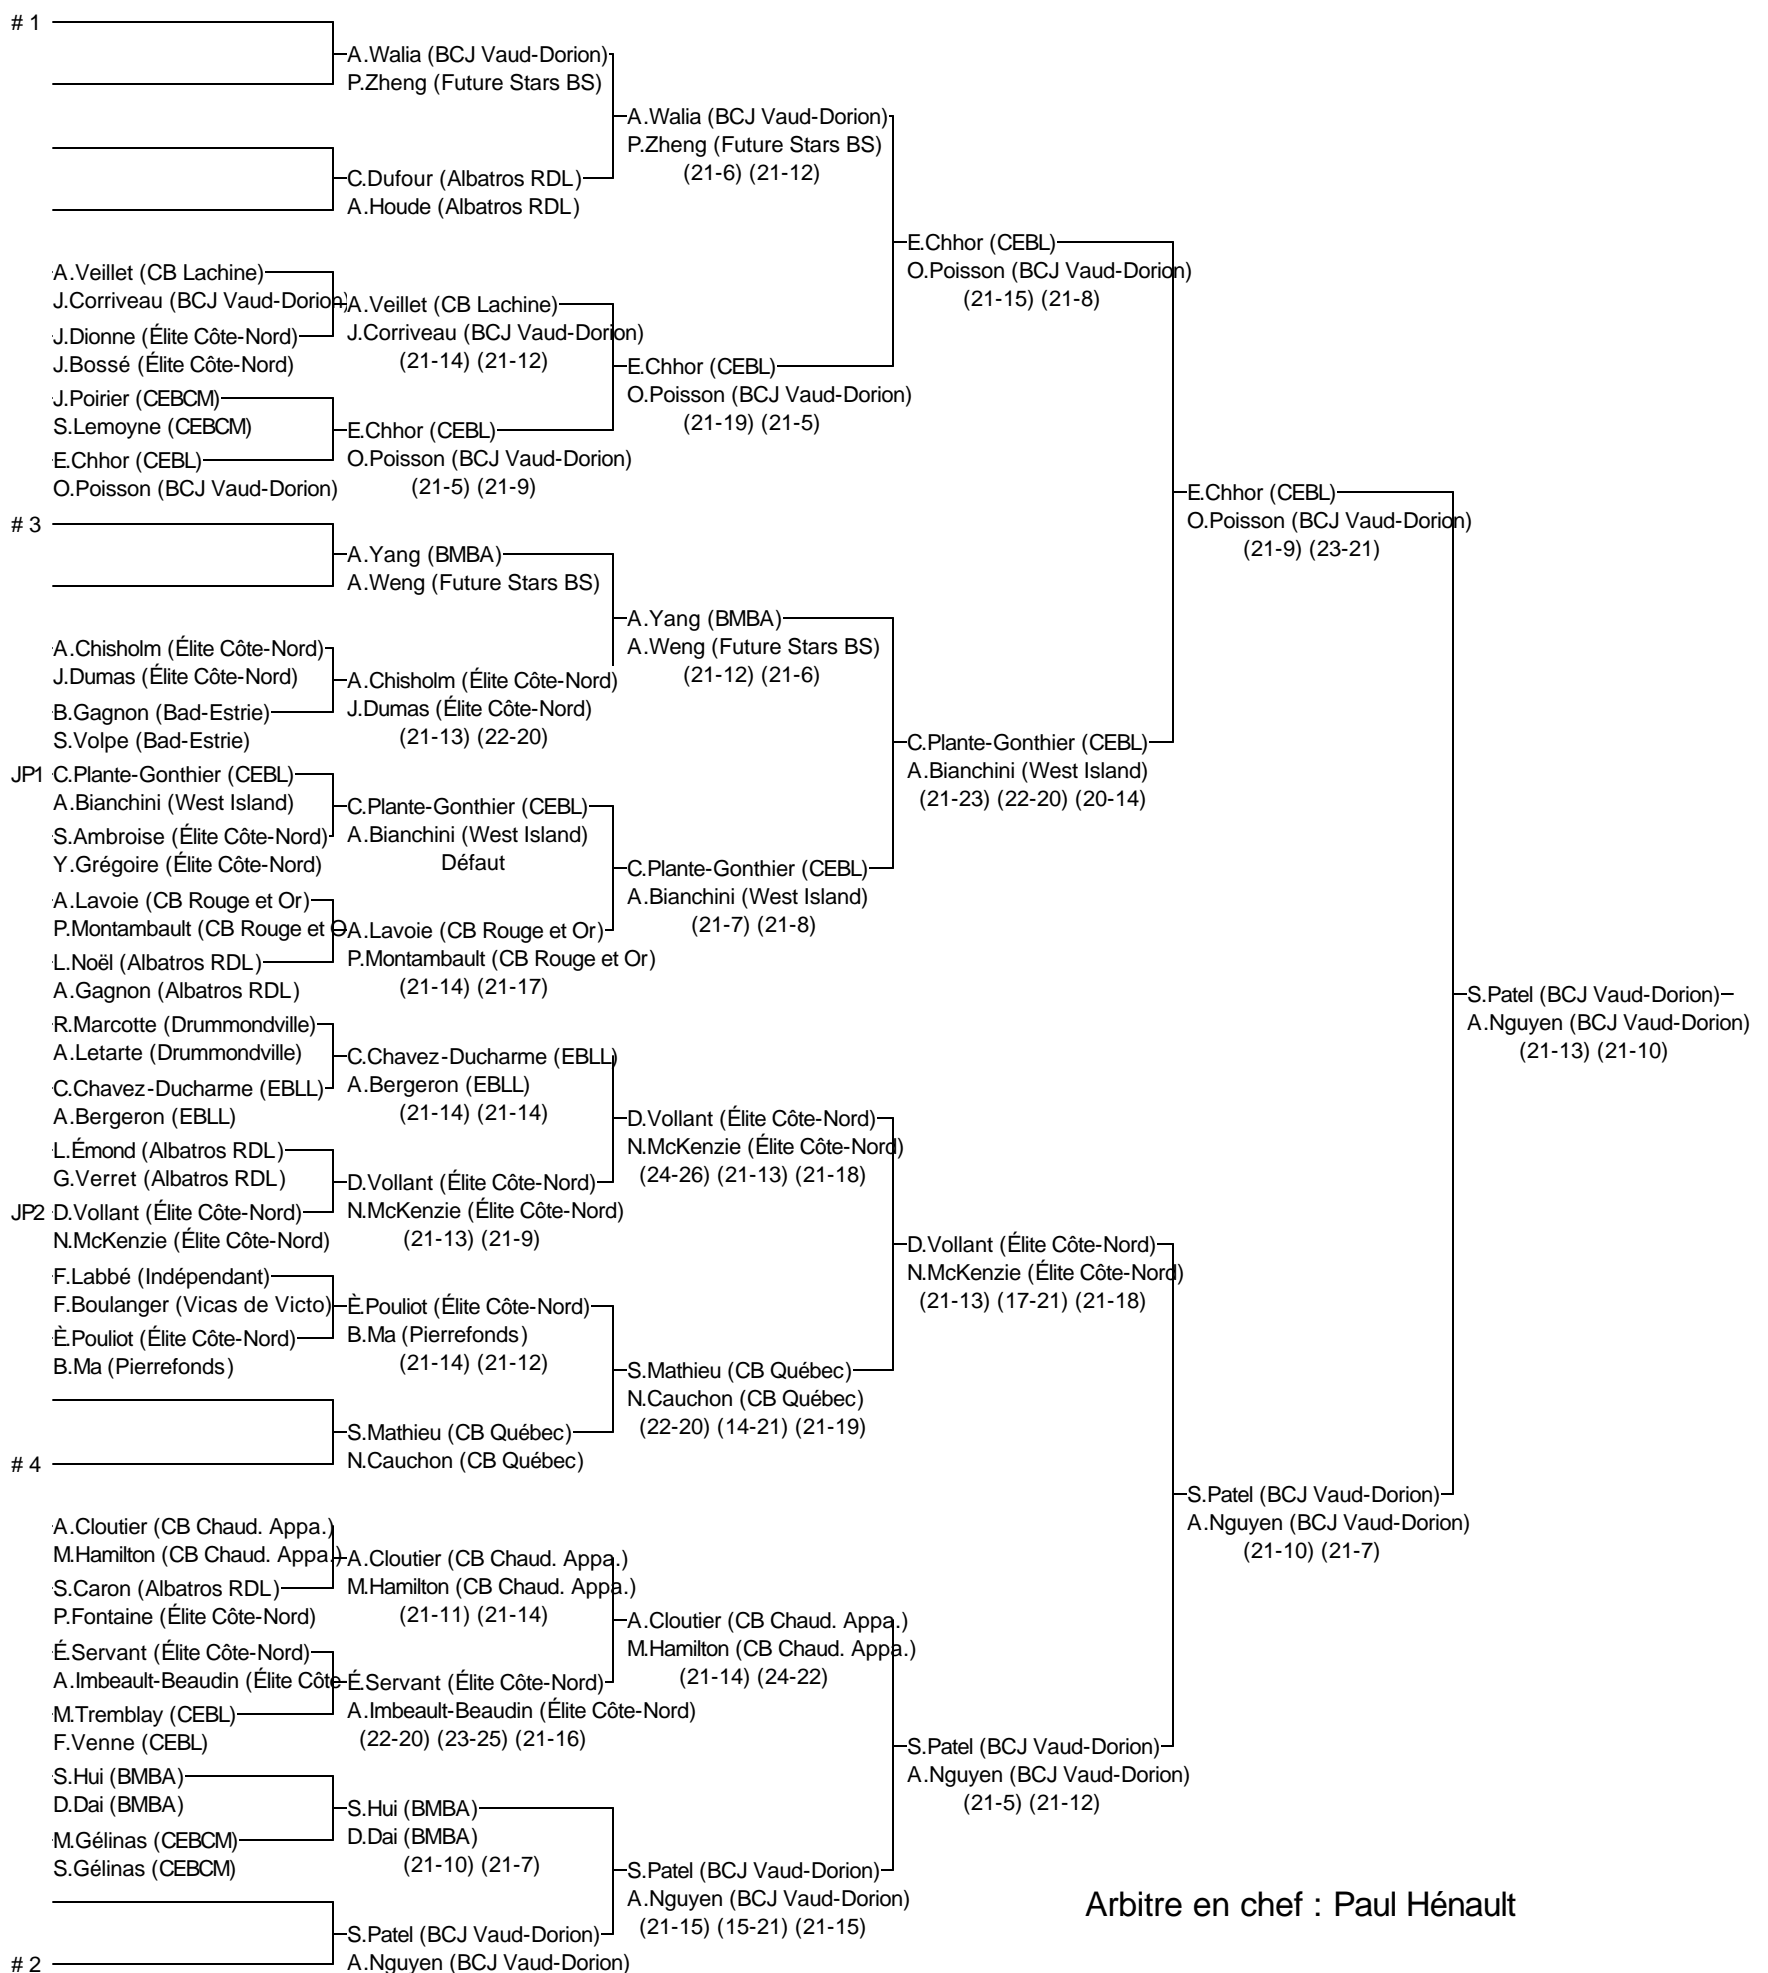 # 1
A.Walia (BCJ Vaud-Dorion)
P.Zheng (Future Stars BS)
A.Walia (BCJ Vaud-Dorion)
P.Zheng (Future Stars BS)
(21-6) (21-12)
C.Dufour (Albatros RDL)
A.Houde (Albatros RDL)
E.Chhor (CEBL)
O.Poisson (BCJ Vaud-Dorion)
(21-15) (21-8)
A.Veillet (CB Lachine)
J.Corriveau (BCJ Vaud-Dorion)
A.Veillet (CB Lachine)
J.Corriveau (BCJ Vaud-Dorion)
(21-14) (21-12)
J.Dionne (Élite Côte-Nord)
J.Bossé (Élite Côte-Nord)
E.Chhor (CEBL)
O.Poisson (BCJ Vaud-Dorion)
(21-19) (21-5)
J.Poirier (CEBCM)
S.Lemoyne (CEBCM)
E.Chhor (CEBL)
O.Poisson (BCJ Vaud-Dorion)
(21-5) (21-9)
E.Chhor (CEBL)
O.Poisson (BCJ Vaud-Dorion)
E.Chhor (CEBL)
O.Poisson (BCJ Vaud-Dorion)
(21-9) (23-21)
# 3
A.Yang (BMBA)
A.Weng (Future Stars BS)
A.Yang (BMBA)
A.Weng (Future Stars BS)
(21-12) (21-6)
A.Chisholm (Élite Côte-Nord)
J.Dumas (Élite Côte-Nord)
A.Chisholm (Élite Côte-Nord)
J.Dumas (Élite Côte-Nord)
(21-13) (22-20)
B.Gagnon (Bad-Estrie)
S.Volpe (Bad-Estrie)
C.Plante-Gonthier (CEBL)
A.Bianchini (West Island)
(21-23) (22-20) (20-14)
JP1 C.Plante-Gonthier (CEBL)
A.Bianchini (West Island)
C.Plante-Gonthier (CEBL)
A.Bianchini (West Island)
Défaut
S.Ambroise (Élite Côte-Nord)
Y.Grégoire (Élite Côte-Nord)
C.Plante-Gonthier (CEBL)
A.Bianchini (West Island)
(21-7) (21-8)
A.Lavoie (CB Rouge et Or)
P.Montambault (CB Rouge et O
A.Lavoie (CB Rouge et Or)
P.Montambault (CB Rouge et Or)
(21-14) (21-17)
L.Noël (Albatros RDL)
A.Gagnon (Albatros RDL)
S.Patel (BCJ Vaud-Dorion)
A.Nguyen (BCJ Vaud-Dorion)
(21-13) (21-10)
R.Marcotte (Drummondville)
A.Letarte (Drummondville)
C.Chavez-Ducharme (EBLL)
A.Bergeron (EBLL)
(21-14) (21-14)
C.Chavez-Ducharme (EBLL)
A.Bergeron (EBLL)
D.Vollant (Élite Côte-Nord)
N.McKenzie (Élite Côte-Nord)
(24-26) (21-13) (21-18)
L.Émond (Albatros RDL)
G.Verret (Albatros RDL)
D.Vollant (Élite Côte-Nord)
N.McKenzie (Élite Côte-Nord)
(21-13) (21-9)
JP2 D.Vollant (Élite Côte-Nord)
N.McKenzie (Élite Côte-Nord)
D.Vollant (Élite Côte-Nord)
N.McKenzie (Élite Côte-Nord)
(21-13) (17-21) (21-18)
F.Labbé (Indépendant)
F.Boulanger (Vicas de Victo)
È.Pouliot (Élite Côte-Nord)
B.Ma (Pierrefonds)
(21-14) (21-12)
È.Pouliot (Élite Côte-Nord)
B.Ma (Pierrefonds)
S.Mathieu (CB Québec)
N.Cauchon (CB Québec)
(22-20) (14-21) (21-19)
S.Mathieu (CB Québec)
N.Cauchon (CB Québec)
# 4
S.Patel (BCJ Vaud-Dorion)
A.Nguyen (BCJ Vaud-Dorion)
(21-10) (21-7)
A.Cloutier (CB Chaud. Appa.)
M.Hamilton (CB Chaud. Appa.)
A.Cloutier (CB Chaud. Appa.)
M.Hamilton (CB Chaud. Appa.)
(21-11) (21-14)
S.Caron (Albatros RDL)
P.Fontaine (Élite Côte-Nord)
A.Cloutier (CB Chaud. Appa.)
M.Hamilton (CB Chaud. Appa.)
(21-14) (24-22)
É.Servant (Élite Côte-Nord)
A.Imbeault-Beaudin (Élite Côte
É.Servant (Élite Côte-Nord)
A.Imbeault-Beaudin (Élite Côte-Nord)
(22-20) (23-25) (21-16)
M.Tremblay (CEBL)
F.Venne (CEBL)
S.Patel (BCJ Vaud-Dorion)
A.Nguyen (BCJ Vaud-Dorion)
(21-5) (21-12)
S.Hui (BMBA)
D.Dai (BMBA)
S.Hui (BMBA)
D.Dai (BMBA)
(21-10) (21-7)
M.Gélinas (CEBCM)
S.Gélinas (CEBCM)
S.Patel (BCJ Vaud-Dorion)
A.Nguyen (BCJ Vaud-Dorion)
(21-15) (15-21) (21-15)
Arbitre en chef : Paul Hénault
S.Patel (BCJ Vaud-Dorion)
A.Nguyen (BCJ Vaud-Dorion)
# 2